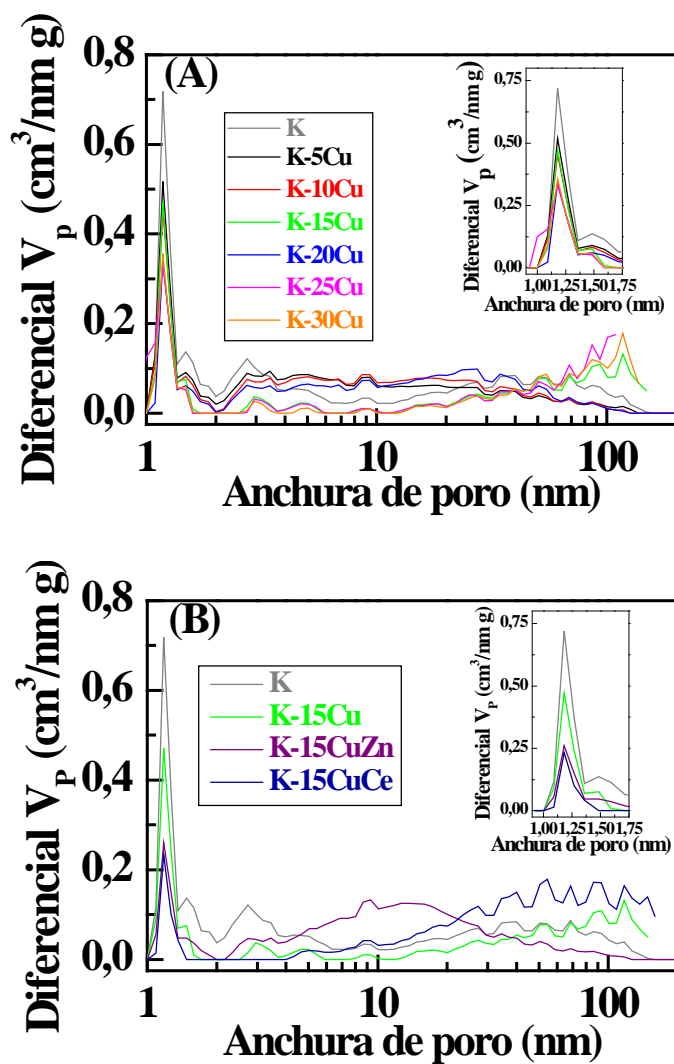 (A)
Diferencial Vp (cm3/nm g)
0,8
0,6
0,4
0,2
0,0
K
K-5Cu
K-10Cu
K-15Cu
K-20Cu
K-25Cu
K-30Cu
Diferencial Vp (cm3/nm g)
0,75
0,50
0,25
0,00
1,00 1,25 1,50 1,75
Anchura de poro (nm)
1 10 100
Anchura de poro (nm)
(B)
Diferencial VP (cm3/nm g)
0,8
0,6
0,4
0,2
0,0
K
K-15Cu
K-15CuZn
K-15CuCe
Diferencial VP (cm3/nm g)
0,75
0,50
0,25
0,00
1,00 1,25 1,50 1,75
Anchura de poro (nm)
1 10 100
Anchura de poro (nm)